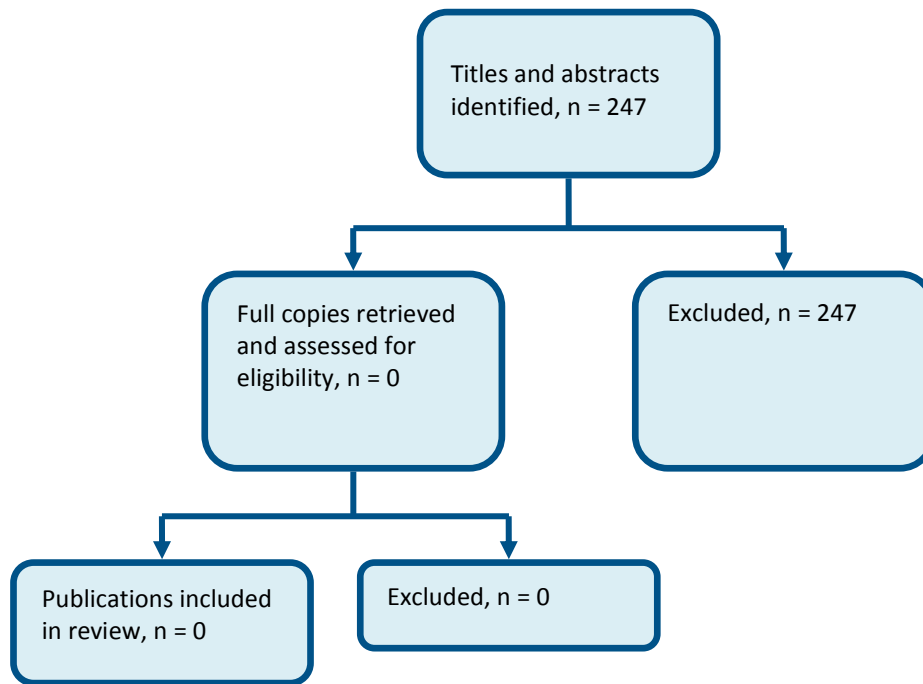 Titles and abstracts
identified, n = 247
Full copies retrieved
and assessed for
eligibility, n = 0
Excluded, n = 247
Publications included
in review, n = 0
Excluded, n = 0